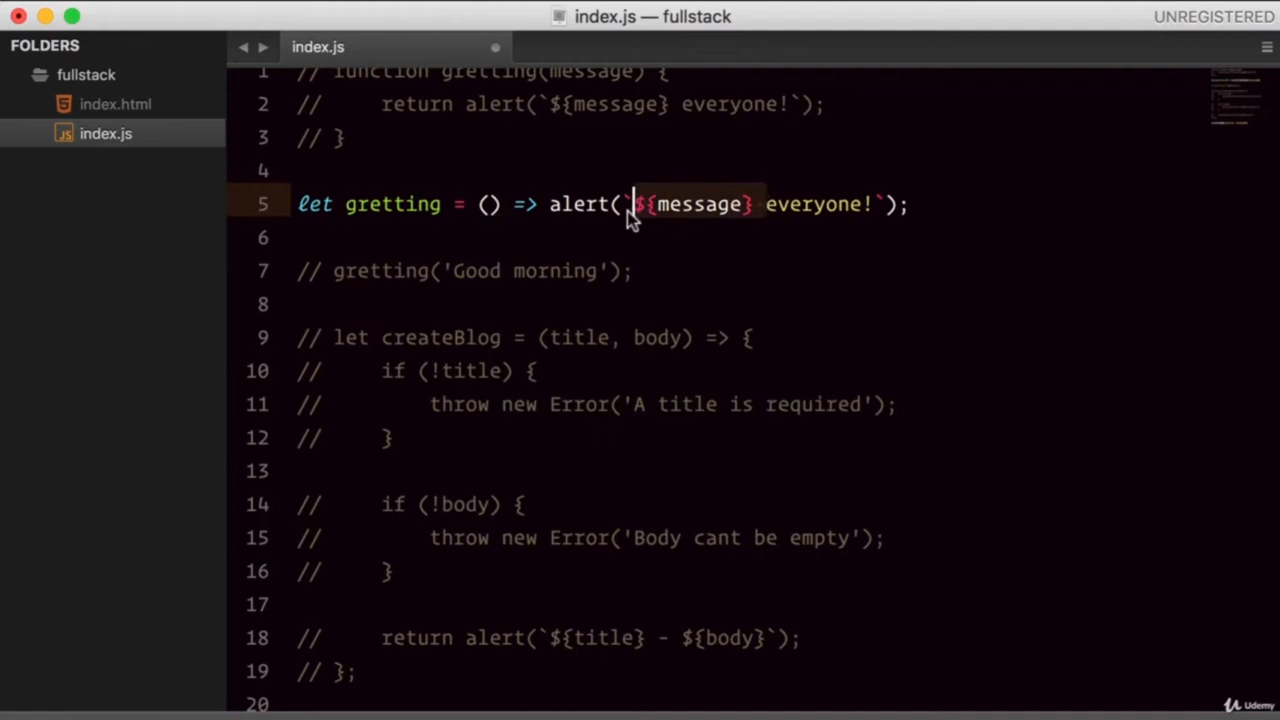 index.js — fullstack
UNREGISTERED
FOLDERS
fullstack
index.html
index.js
index.js
1 // function gretting(message) {
2 //     return alert(`${message} everyone!`);
3 // }
4
5 let gretting = () => alert(`${message} everyone!`);
6
7 // gretting('Good morning');
8
9 // let createBlog = (title, body) => {
10 //     if (!title) {
11 //         throw new Error('A title is required');
12 //     }
13
14 //     if (!body) {
15 //         throw new Error('Body cant be empty');
16 //     }
17
18 //     return alert(`${title} - ${body}`);
19 // };
20
Udemy